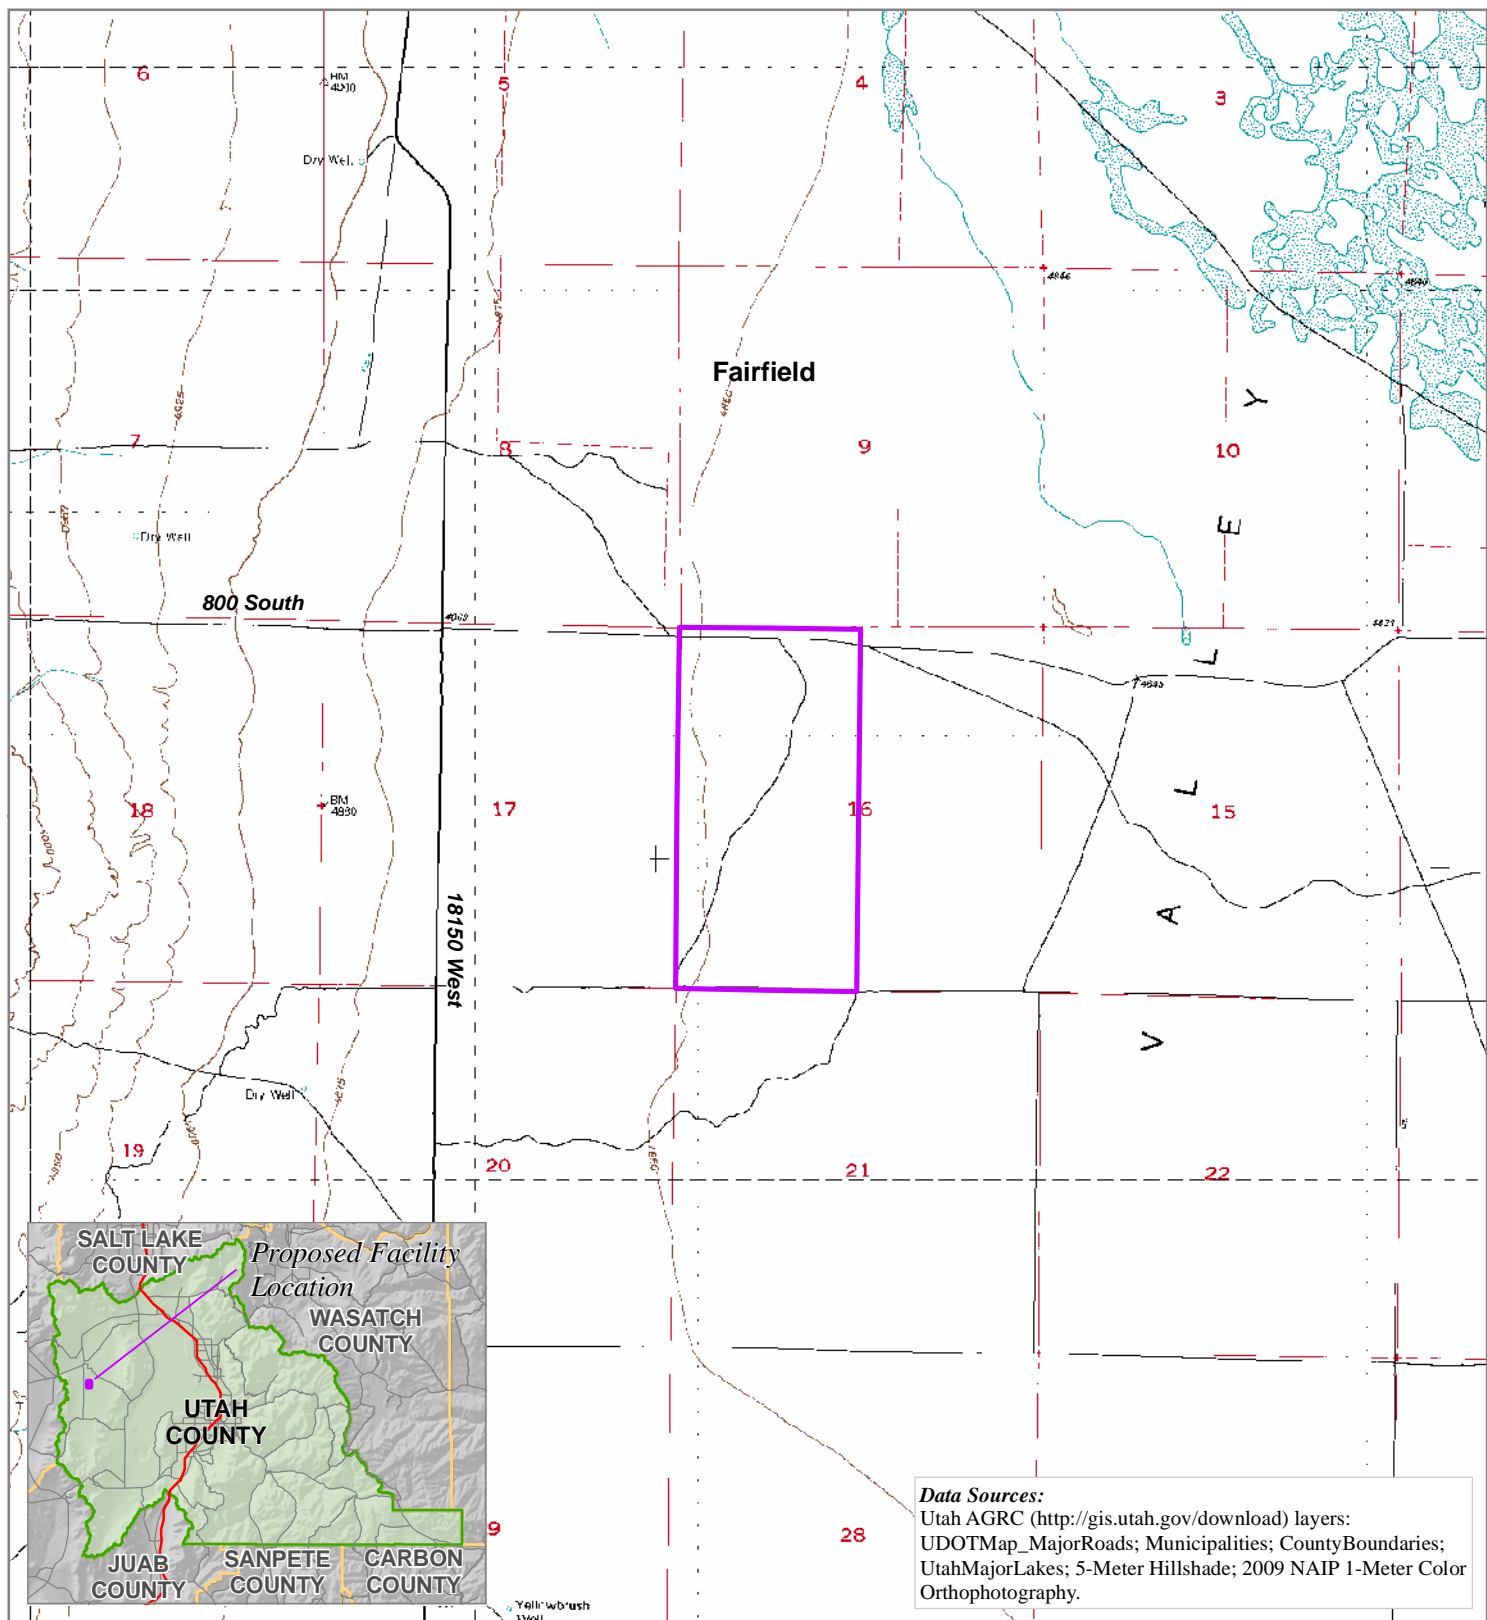 6
5
4
3
Dry Well
4846
Fairfield
Y
7
8
9
10
E
Dry Well
800 South
L
L
18
BM
17
16
15
A
18150 West
V
Dry Well
19
20
21
22
SALT LAKE
COUNTY
Proposed Facility
Location
WASATCH
COUNTY
UTAH
COUNTY
JUAB
COUNTY
SANPETE
COUNTY
CARBON
COUNTY
9
28
Data Sources:
Utah AGRC (http://gis.utah.gov/download) layers:
UDOTMap_MajorRoads; Municipalities; CountyBoundaries;
UtahMajorLakes; 5-Meter Hillshade; 2009 NAIP 1-Meter Color
Orthophotography.